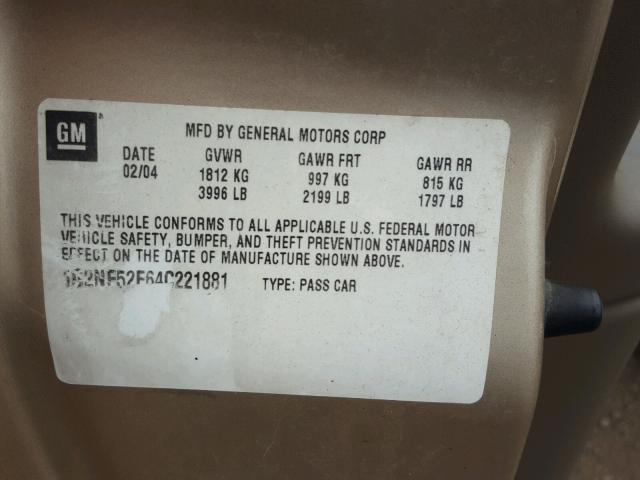 GM
MFD BY GENERAL MOTORS CORP
DATE GVWR GAWR FRT GAWR RR
02/04 1812 KG 997 KG 815 KG
3996 LB 2199 LB 1797 LB
THIS VEHICLE CONFORMS TO ALL APPLICABLE U.S. FEDERAL MOTOR
VEHICLE SAFETY, BUMPER, AND THEFT PREVENTION STANDARDS IN
EFFECT ON THE DATE OF MANUFACTURE SHOWN ABOVE.
1G2NF52E64C221881 TYPE: PASS CAR